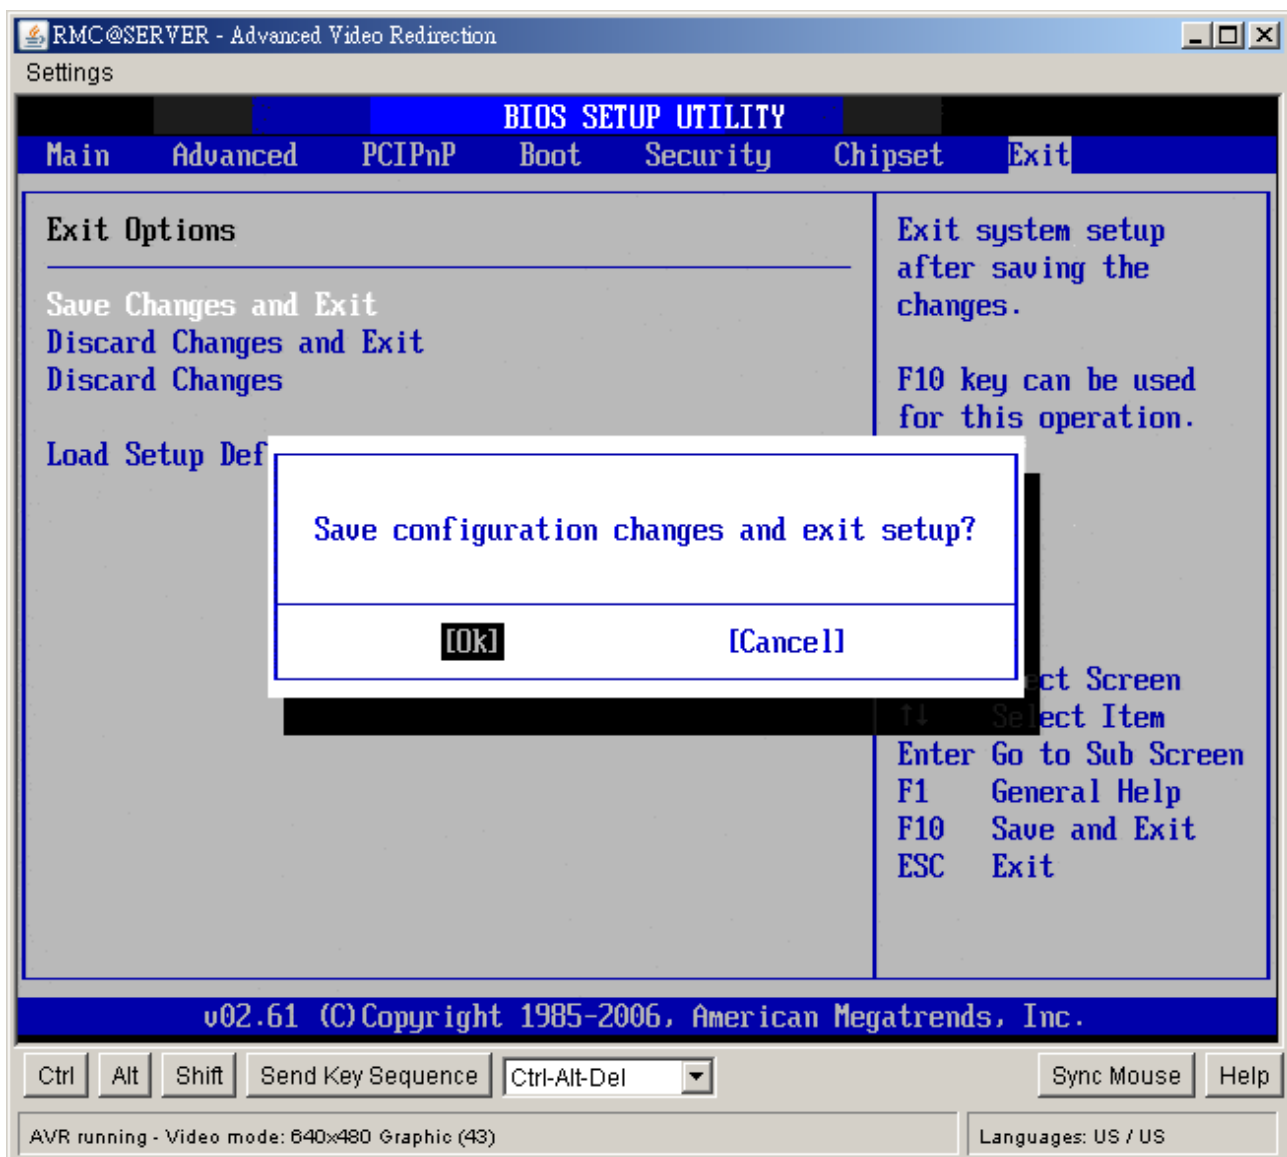 RMC@SERVER - Advanced Video Redirection
Settings
BIOS SETUP UTILITY
Main Advanced PCIPnP Boot Security Chipset Exit
Exit Options
Save Changes and Exit
Discard Changes and Exit
Discard Changes
Load Setup Def
Exit system setup
after saving the
changes.
F10 key can be used
for this operation.
Save configuration changes and exit setup?
[Ok] [Cancel]
ect Screen
↑↓ Select Item
Enter Go to Sub Screen
F1 General Help
F10 Save and Exit
ESC Exit
v02.61 (C)Copyright 1985-2006, American Megatrends, Inc.
Ctrl Alt Shift Send Key Sequence Ctrl-Alt-Del Sync Mouse Help
AVR running - Video mode: 640x480 Graphic (43) Languages: US / US